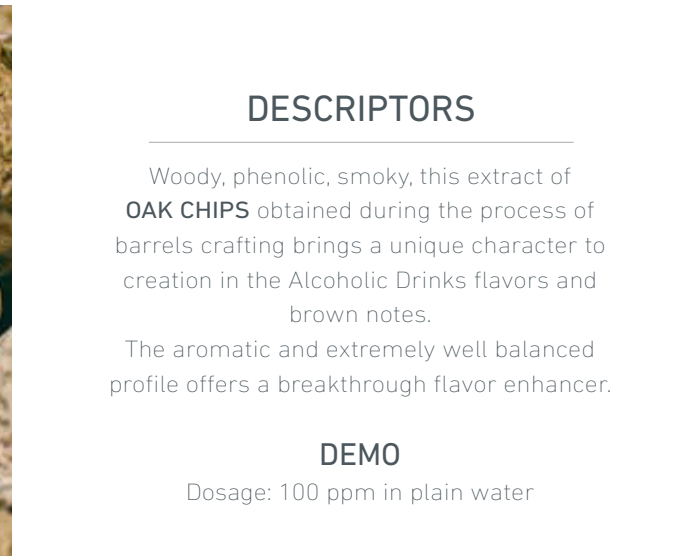 DESCRIPTORS
Woody, phenolic, smoky, this extract of
OAK CHIPS obtained during the process of
barrels crafting brings a unique character to
creation in the Alcoholic Drinks flavors and
brown notes.
The aromatic and extremely well balanced
profile offers a breakthrough flavor enhancer.
DEMO
Dosage: 100 ppm in plain water